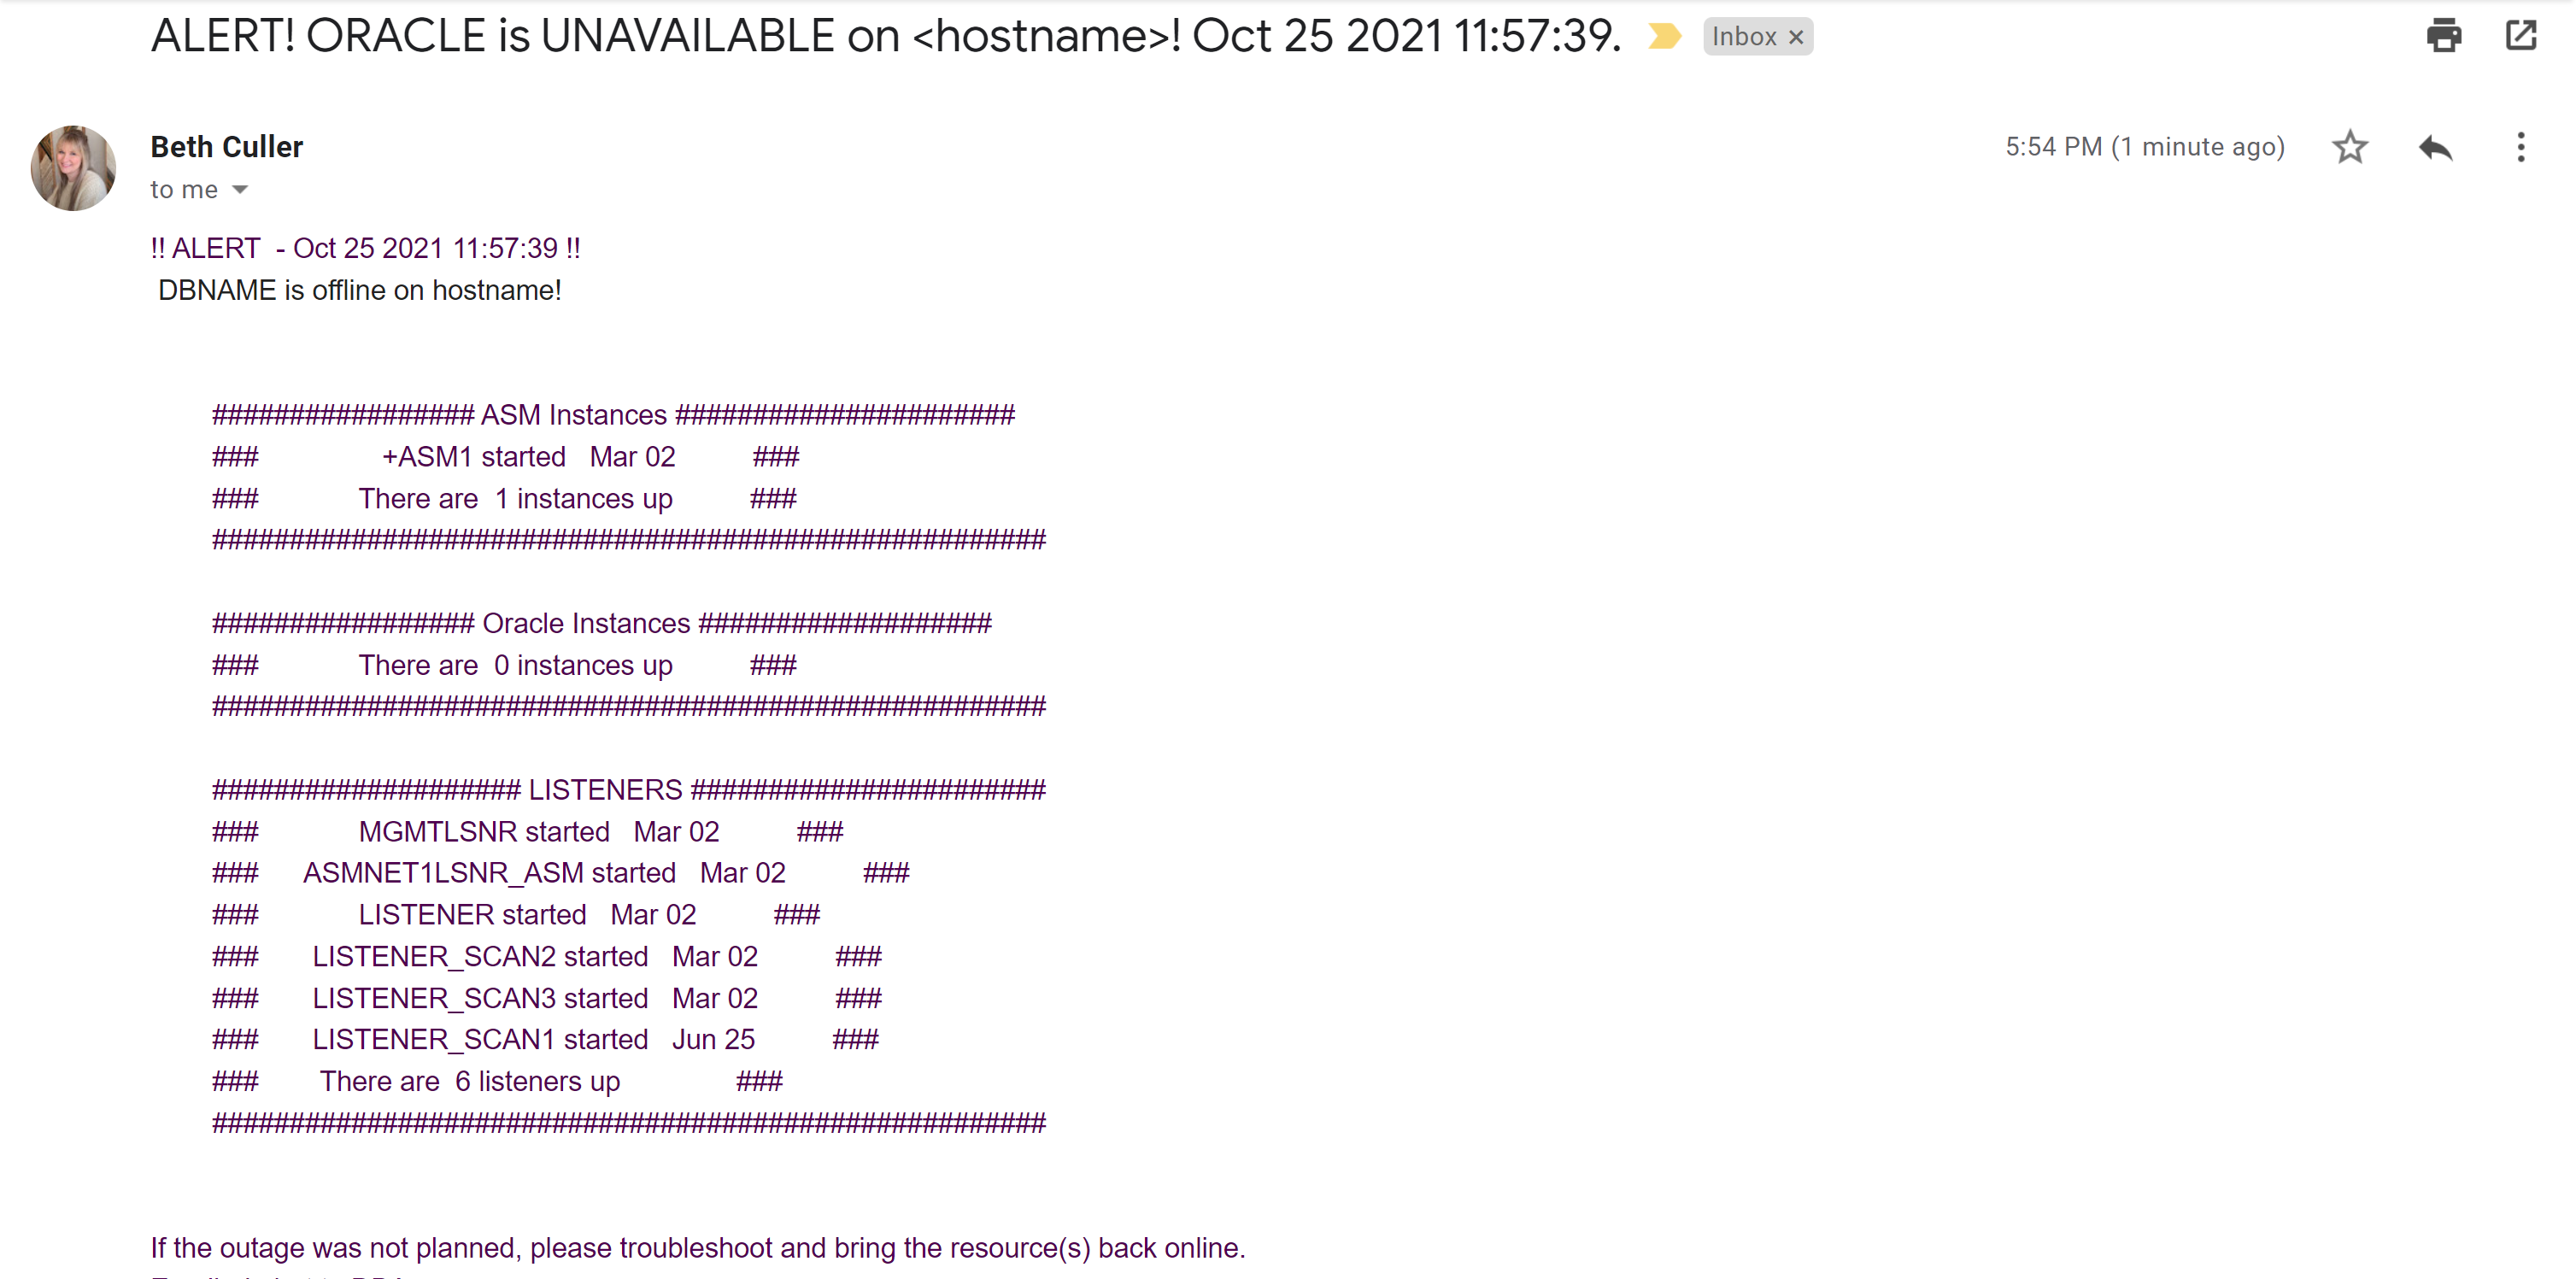 ALERT! ORACLE is UNAVAILABLE on <hostname>! Oct 25 2021 11:57:39. Inbox ×
Beth Culler 5:54 PM (1 minute ago)
to me
!! ALERT - Oct 25 2021 11:57:39 !!
DBNAME is offline on hostname!
################# ASM Instances ######################
### +ASM1 started Mar 02 ###
### There are 1 instances up ###
######################################################
################# Oracle Instances ###################
### There are 0 instances up ###
######################################################
#################### LISTENERS #######################
### MGMTLSNR started Mar 02 ###
### ASMNET1LSNR_ASM started Mar 02 ###
### LISTENER started Mar 02 ###
### LISTENER_SCAN2 started Mar 02 ###
### LISTENER_SCAN3 started Mar 02 ###
### LISTENER_SCAN1 started Jun 25 ###
### There are 6 listeners up ###
######################################################
If the outage was not planned, please troubleshoot and bring the resource(s) back online.